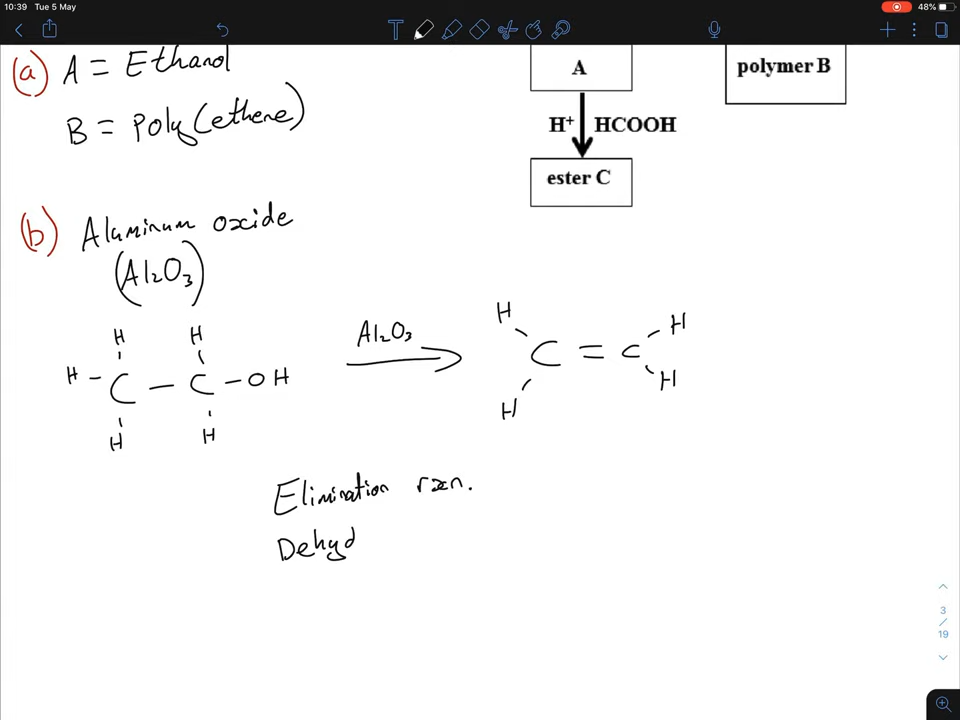 10:39 Tue 5 May
48%
(a) A = Ethanol
B = Poly(ethene)
A
polymer B
H⁺ HCOOH
ester C
(b) Aluminum oxide
(Al₂O₃)
H H
H - C - C - OH
H H
Al₂O₃
H H
C = C
H H
Elimination rxn.
Dehyd
3
/
19